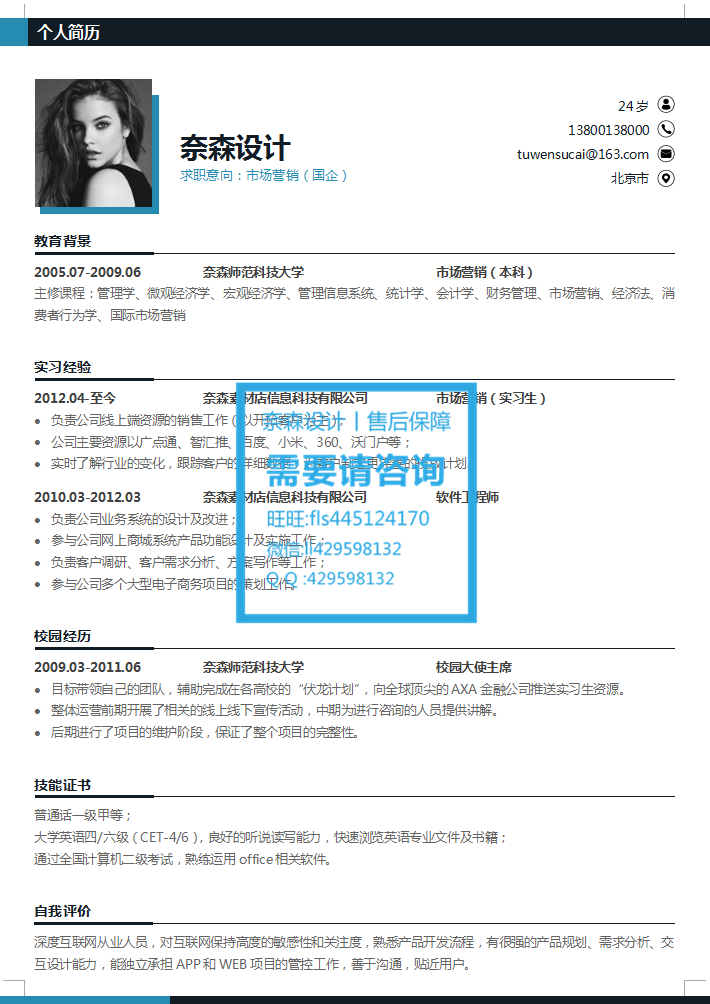 个人简历
24 岁
13800138000
tuwensucai@163.com
北京市
奈森设计
求职意向：市场营销（国企）
教育背景
2005.07-2009.06 奈森师范科技大学 市场营销（本科）
主修课程：管理学、微观经济学、宏观经济学、管理信息系统、统计学、会计学、财务管理、市场营销、经济法、消
费者行为学、国际市场营销
实习经验
2012.04-至今 奈森素材店信息科技有限公司 市场营销（实习生）
负责公司线上端资源的销售工作（以开拓客户为主）；
公司主要资源以广点通、智汇推、百度、小米、360、沃门户等；
实时了解行业的变化，跟踪客户的详细数据，为客户制定更完善的投放计划
2010.03-2012.03 奈森素材店信息科技有限公司 软件工程师
负责公司业务系统的设计及改进；
参与公司网上商城系统产品功能设计及实施工作；
负责客户调研、客户需求分析、方案写作等工作；
参与公司多个大型电子商务项目的策划工作。
奈森设计丨售后保障
需要请咨询
旺旺:fls445124170
微信:ll429598132
Q Q :429598132
校园经历
2009.03-2011.06 奈森师范科技大学 校园大使主席
目标带领自己的团队，辅助完成在各高校的“伏龙计划”，向全球顶尖的 AXA 金融公司推送实习生资源。
整体运营前期开展了相关的线上线下宣传活动，中期为进行咨询的人员提供讲解。
后期进行了项目的维护阶段，保证了整个项目的完整性。
技能证书
普通话一级甲等；
大学英语四/六级（CET-4/6），良好的听说读写能力，快速浏览英语专业文件及书籍；
通过全国计算机二级考试，熟练运用 office 相关软件。
自我评价
深度互联网从业人员，对互联网保持高度的敏感性和关注度，熟悉产品开发流程，有很强的产品规划、需求分析、交
互设计能力，能独立承担 APP 和 WEB 项目的管控工作，善于沟通，贴近用户。